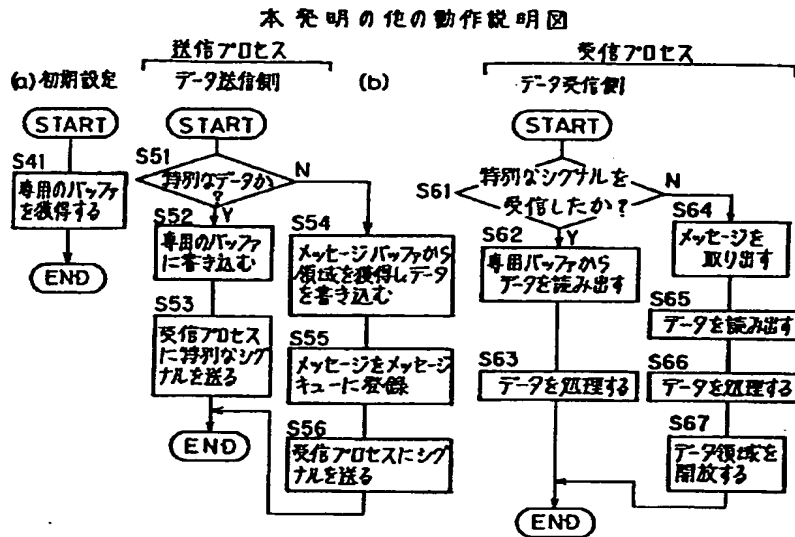 本発明の他の動作説明図
(a) 初期設定
START
S41
専用のバッファ
を獲得する
END
送信プロセス
データ送信側
(b)
START
S51
特別なデータか
?
N
Y
S52
専用のバッファ
に書き込む
S53
受信プロセス
に特別なシグ
ナルを送る
END
S54
メッセージバッファから
領域を獲得しデータ
を書き込む
S55
メッセージをメッセージ
キューに登録
S56
受信プロセスにシグ
ナルを送る
受信プロセス
データ受信側
START
S61
特別なシグナルを
受信したか?
N
Y
S62
専用バッファから
データを読み出す
S63
データを処理する
S64
メッセージを
取り出す
S65
データを読み出す
S66
データを処理する
S67
データ領域を
開放する
END